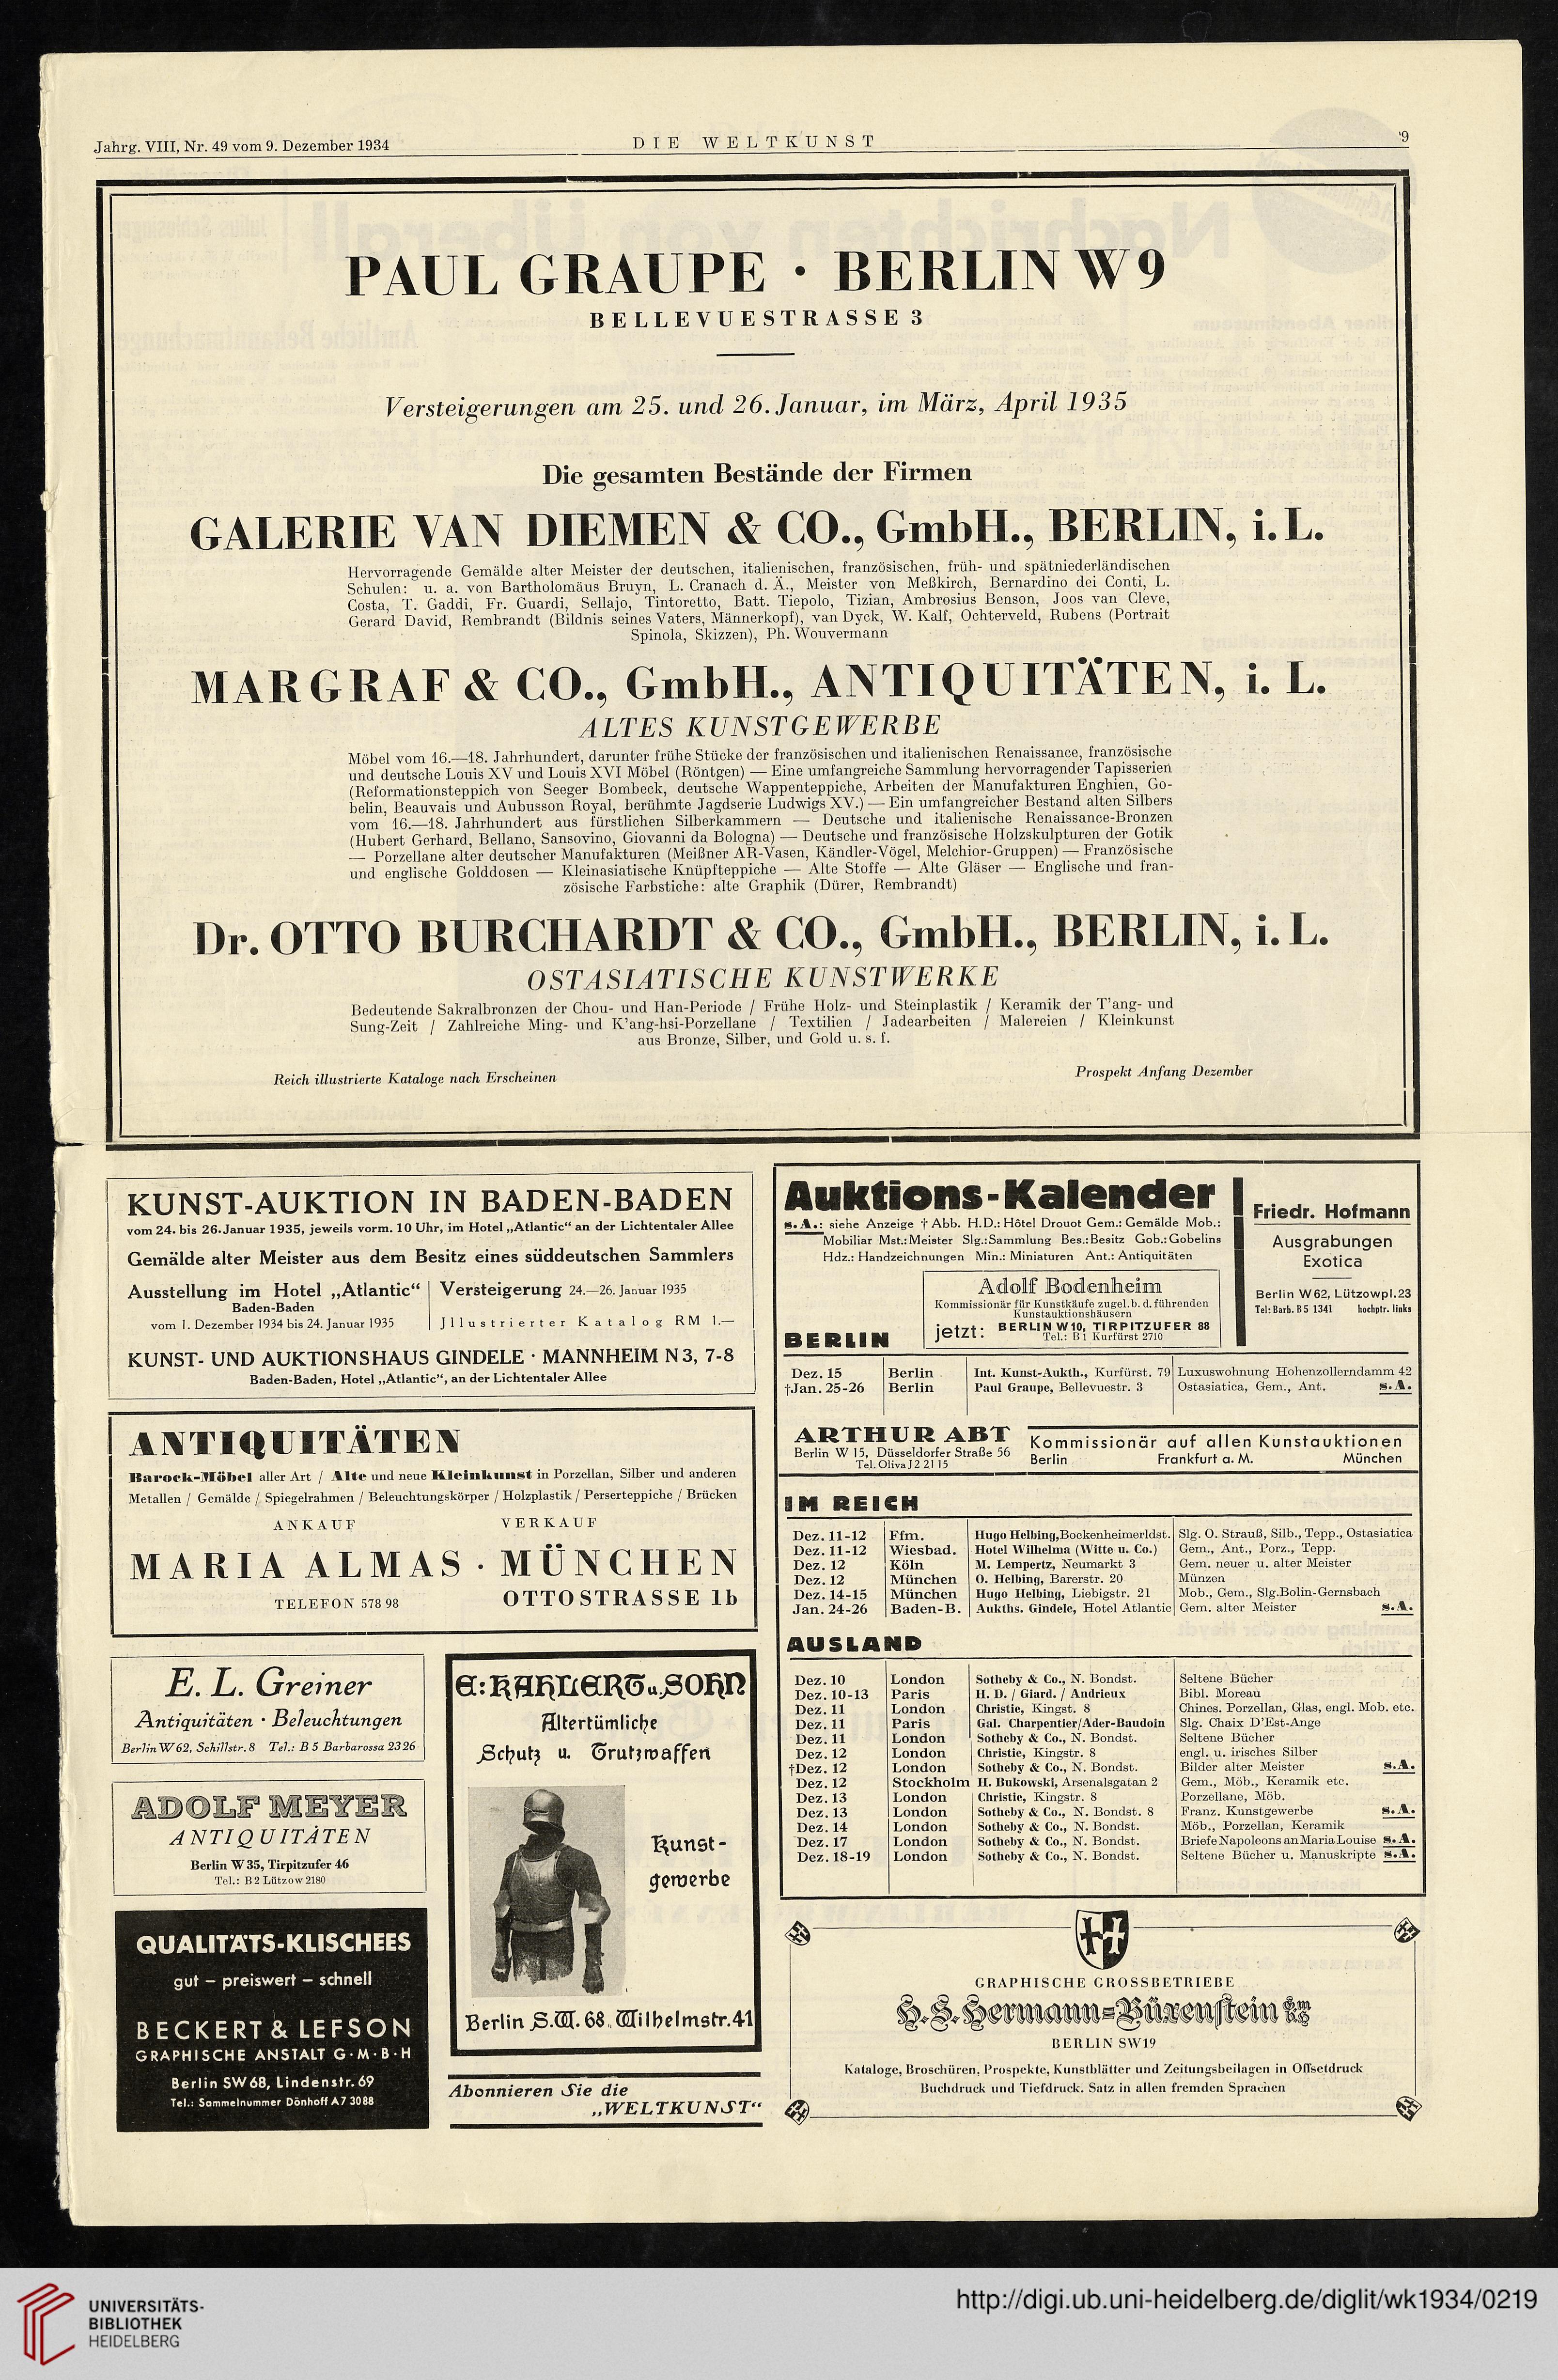 Jahrg. VIII, Nr. 49 vom 9. Dezember 1934
DIE WELTKUNST
9
PAUL GRAUPE · BERLIN W 9
BELLEVUESTRASSE 3
Versteigerungen am 25. und 26. Januar, im März, April 1935
Die gesamten Bestände der Firmen
GALERIE VAN DIEMEN & CO., GmbH., BERLIN, i. L.
Hervorragende Gemälde alter Meister der deutschen, italienischen, französischen, früh- und spätniederländischen
Schulen: u. a. von Bartholomäus Bruyn, L. Cranach d. Ä., Meister von Meßkirch, Bernardino dei Conti, L.
Costa, T. Gaddi, Fr. Guardi, Sellajo, Tintoretto, Batt. Tiepolo, Tizian, Ambrosius Benson, Joos van Cleve,
Gerard David, Rembrandt (Bildnis seines Vaters, Männerkopf), van Dyck, W. Kalf, Ochterveld, Rubens (Portrait
Spinola, Skizzen), Ph. Wouvermann
MARGRAF & CO., GmbH., ANTIQUITÄTEN, i. L.
ALTES KUNSTGEWERBE
Möbel vom 16.—18. Jahrhundert, darunter frühe Stücke der französischen und italienischen Renaissance, französische
und deutsche Louis XV und Louis XVI Möbel (Röntgen) — Eine umfangreiche Sammlung hervorragender Tapisserien
(Reformationsteppich von Seeger Bombeck, deutsche Wappenteppiche, Arbeiten der Manufakturen Enghien, Go-
belin, Beauvais und Aubusson Royal, berühmte Jagdserie Ludwigs XV.) — Ein umfangreicher Bestand alten Silbers
vom 16.—18. Jahrhundert aus fürstlichen Silberkammern — Deutsche und italienische Renaissance-Bronzen
(Hubert Gerhard, Bellano, Sansovino, Giovanni da Bologna) — Deutsche und französische Holzskulpturen der Gotik
— Porzellane alter deutscher Manufakturen (Meißner AR-Vasen, Kändler-Vögel, Melchior-Gruppen) — Französische
und englische Golddosen — Kleinasiatische Knüpfteppiche — Alte Stoffe — Alte Gläser — Englische und fran-
zösische Farbstiche: alte Graphik (Dürer, Rembrandt)
Dr. OTTO BURCHARDT & CO., GmbH., BERLIN, i. L.
OSTASIATISCHE KUNSTWERKE
Bedeutende Sakralbronzen der Chou- und Han-Periode / Frühe Holz- und Steinplastik / Keramik der T'ang- und
Sung-Zeit / Zahlreiche Ming- und K'ang-hsi-Porzellane / Textilien / Jadearbeiten / Malereien / Kleinkunst
aus Bronze, Silber, und Gold u. s. f.
Reich illustrierte Kataloge nach Erscheinen
Prospekt Anfang Dezember
KUNST-AUKTION IN BADEN-BADEN
vom 24. bis 26. Januar 1935, jeweils vorm. 10 Uhr, im Hotel „Atlantic“ an der Lichtentaler Allee
Gemälde alter Meister aus dem Besitz eines süddeutschen Sammlers
Ausstellung im Hotel „Atlantic“
Baden-Baden
vom 1. Dezember 1934 bis 24. Januar 1935
Versteigerung 24.—26. Januar 1935
Jllustrierter Katalog RM 1.—
KUNST- UND AUKTIONSHAUS GINDELE · MANNHEIM N 3, 7-8
Baden-Baden, Hotel „Atlantic“, an der Lichtentaler Allee
ANTIQUITÄTEN
Barock-Möbel aller Art / Alte und neue Kleinkunst in Porzellan, Silber und anderen
Metallen / Gemälde / Spiegelrahmen / Beleuchtungskörper / Holzplastik / Perserteppiche / Brücken
ANKAUF VERKAUF
MARIA ALMAS · MÜNCHEN
TELEFON 578 98 OTTOSTRASSE 1b
E. L. Greiner
Antiquitäten · Beleuchtungen
Berlin W 62, Schillstr. 8 Tel.: B 5 Barbarossa 2326
ADOLF MEYER
ANTIQUITÄTEN
Berlin W 35, Tirpitzufer 46
Tel.: B 2 Lützow 2180
QUALITÄTS-KLISCHEES
gut – preiswert – schnell
BECKERT & LEFSON
GRAPHISCHE ANSTALT G·M·B·H
Berlin SW 68, Lindenstr. 69
Tel.: Sammelnummer Dönhoff A 7 3088
E: KAHLERT u. SOHN
Altertümliche
Schutz u. Trutzwaffen
Kunst-
gewerbe
Berlin S.W. 68, Wilhelmstr. 41
Abonnieren Sie die
„WELTKUNST“
Auktions-Kalender
s. A.: siehe Anzeige † Abb. H.D.: Hôtel Drouot Gem.: Gemälde Mob.:
Mobiliar Mst.: Meister Slg.: Sammlung Bes.: Besitz Gob.: Gobelins
Hdz.: Handzeichnungen Min.: Miniaturen Ant.: Antiquitäten
Adolf Bodenheim
Kommissionär für Kunstkäufe zugel. b. d. führenden
Kunstauktionshäusern
jetzt: BERLIN W 10, TIRPITZUFER 88
Tel.: B 1 Kurfürst 2710
Friedr. Hofmann
Ausgrabungen
Exotica
Berlin W 62, Lützowpl. 23
Tel: Barb. B 5 1341 hochptr. links
BERLIN
Dez. 15 Berlin Int. Kunst-Aukth., Kurfürst. 79 Luxuswohnung Hohenzollerndamm 42
†Jan. 25-26 Berlin Paul Graupe, Bellevuestr. 3 Ostasiatica, Gem., Ant. s. A.
ARTHUR ABT
Berlin W 15, Düsseldorfer Straße 56
Tel. Oliva J 2 21 15
Kommissionär auf allen Kunstauktionen
Berlin Frankfurt a. M. München
IM REICH
Dez. 11-12 Ffm. Hugo Helbing, Bockenheimerldst. Slg. O. Strauß, Silb., Tepp., Ostasiatica
Dez. 11-12 Wiesbad. Hotel Wilhelma (Witte u. Co.) Gem., Ant., Porz., Tepp.
Dez. 12 Köln M. Lempertz, Neumarkt 3 Gem. neuer u. alter Meister
Dez. 12 München O. Helbing, Barerstr. 20 Münzen
Dez. 14-15 München Hugo Helbing, Liebigstr. 21 Mob., Gem., Slg. Bolin-Gernsbach
Jan. 24-26 Baden-B. Aukths. Gindele, Hotel Atlantic Gem. alter Meister s. A.
AUSLAND
Dez. 10 London Sotheby & Co., N. Bondst. Seltene Bücher
Dez. 10-13 Paris H. D. / Giard. / Andrieux Bibl. Moreau
Dez. 11 London Christie, Kingst. 8 Chines. Porzellan, Glas, engl. Mob. etc.
Dez. 11 Paris Gal. Charpentier/Ader-Baudoin Slg. Chaix D'Est-Ange
Dez. 11 London Sotheby & Co., N. Bondst. Seltene Bücher
Dez. 12 London Christie, Kingstr. 8 engl. u. irisches Silber
†Dez. 12 London Sotheby & Co., N. Bondst. Bilder alter Meister s. A.
Dez. 12 Stockholm H. Bukowski, Arsenalsgatan 2 Gem., Möb., Keramik etc.
Dez. 13 London Christie, Kingstr. 8 Porzellane, Möb.
Dez. 13 London Sotheby & Co., N. Bondst. 8 Franz. Kunstgewerbe s. A.
Dez. 14 London Sotheby & Co., N. Bondst. Möb., Porzellan, Keramik
Dez. 17 London Sotheby & Co., N. Bondst. Briefe Napoleons an Maria Louise s. A.
Dez. 18-19 London Sotheby & Co., N. Bondst. Seltene Bücher u. Manuskripte s. A.
GRAPHISCHE GROSSBETRIEBE
H. S. Hermann=Büxenstein
BERLIN SW 19
Kataloge, Broschüren, Prospekte, Kunstblätter und Zeitungsbeilagen in Offsetdruck
Buchdruck und Tiefdruck. Satz in allen fremden Sprachen
UNIVERSITÄTS-
BIBLIOTHEK
HEIDELBERG
http://digi.ub.uni-heidelberg.de/diglit/wk1934/0219